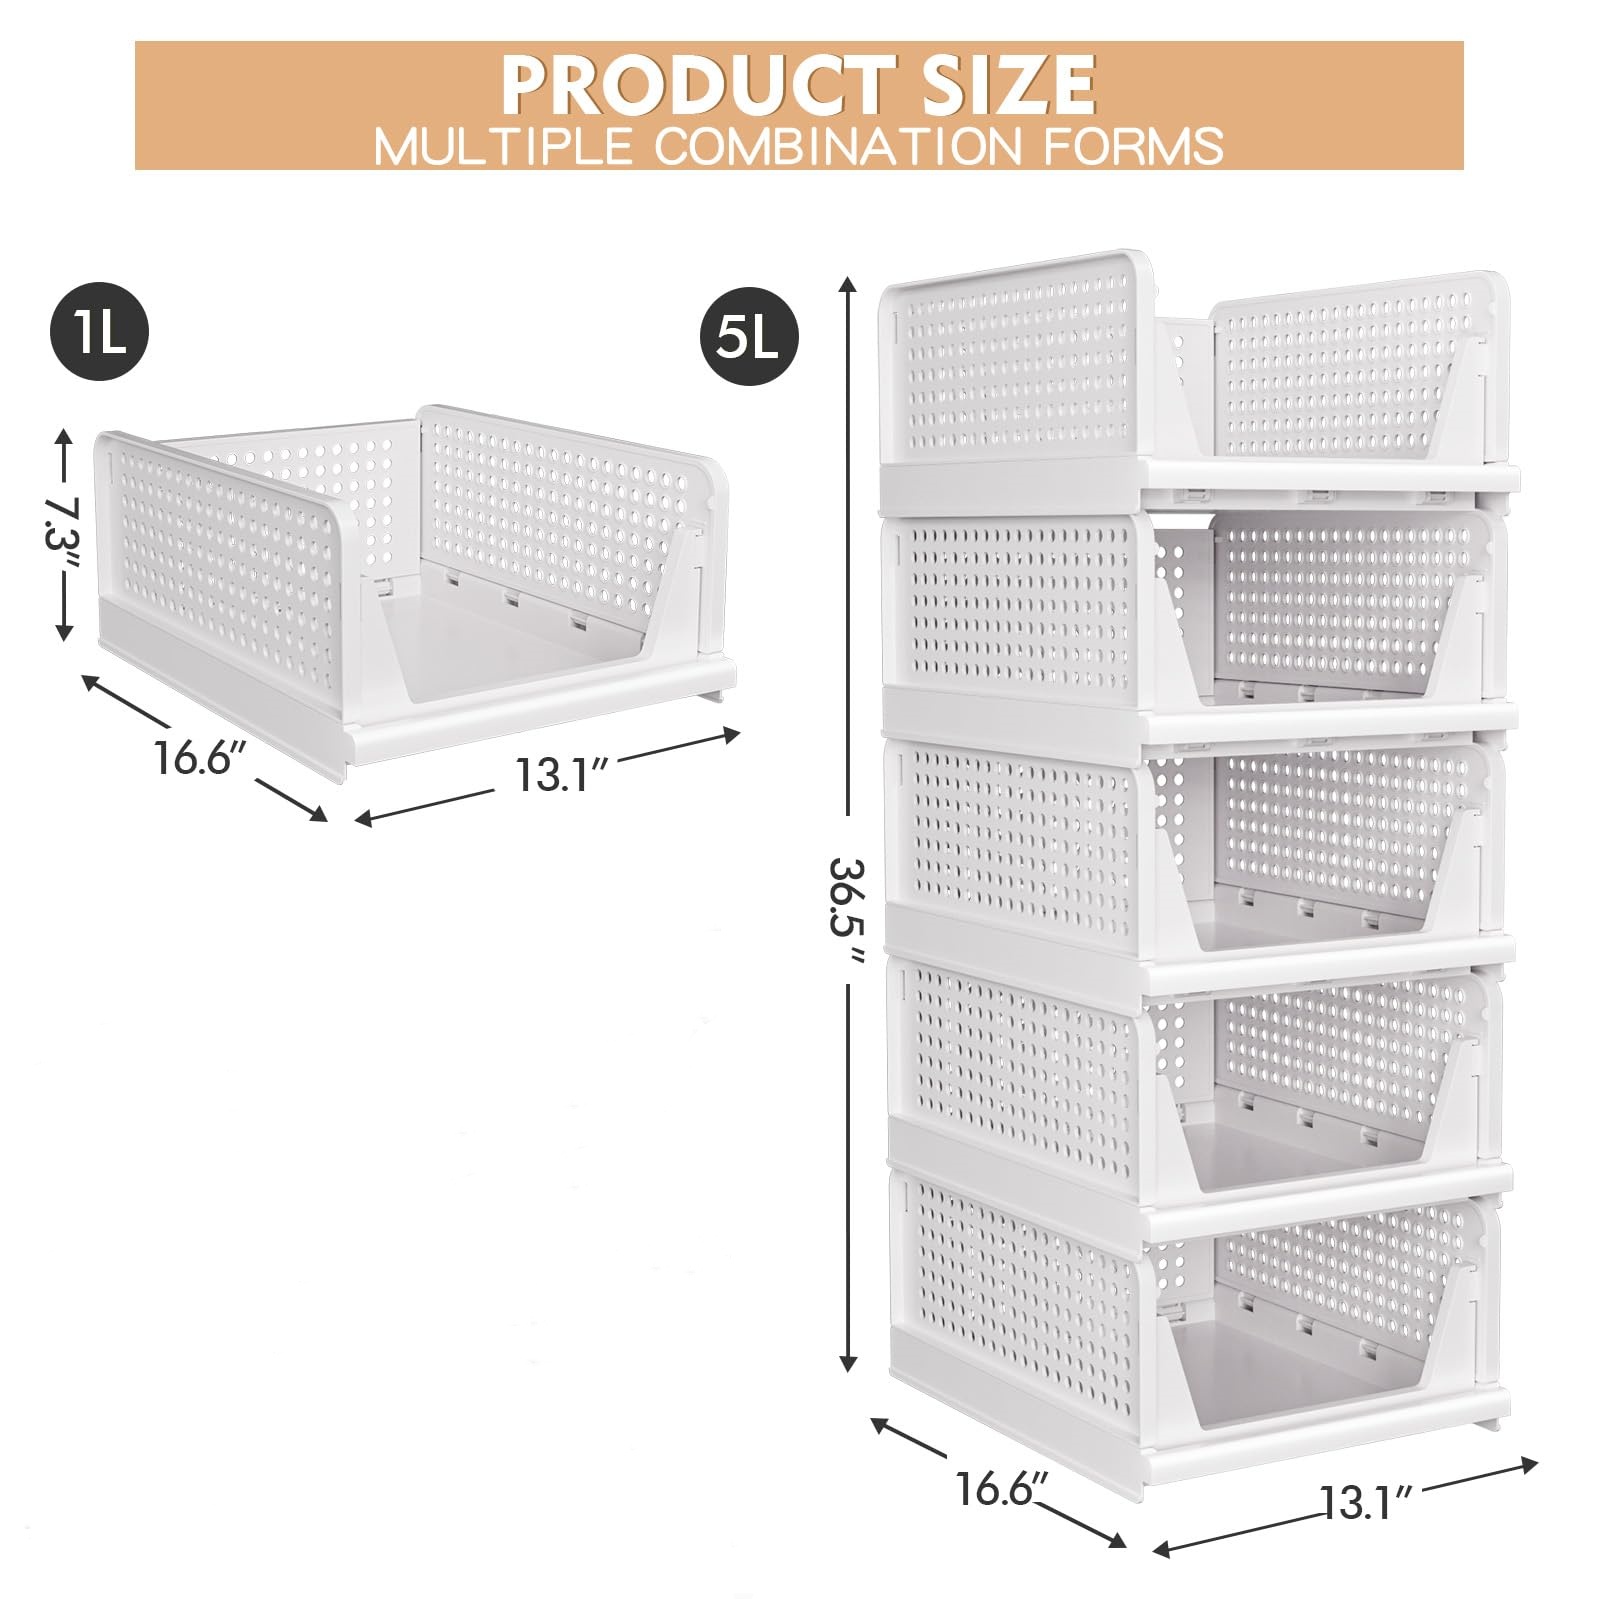 PRODUCT SIZE
MULTIPLE COMBINATION FORMS
1L
7.3"
16.6"
13.1"
5L
36.5"
16.6"
13.1"